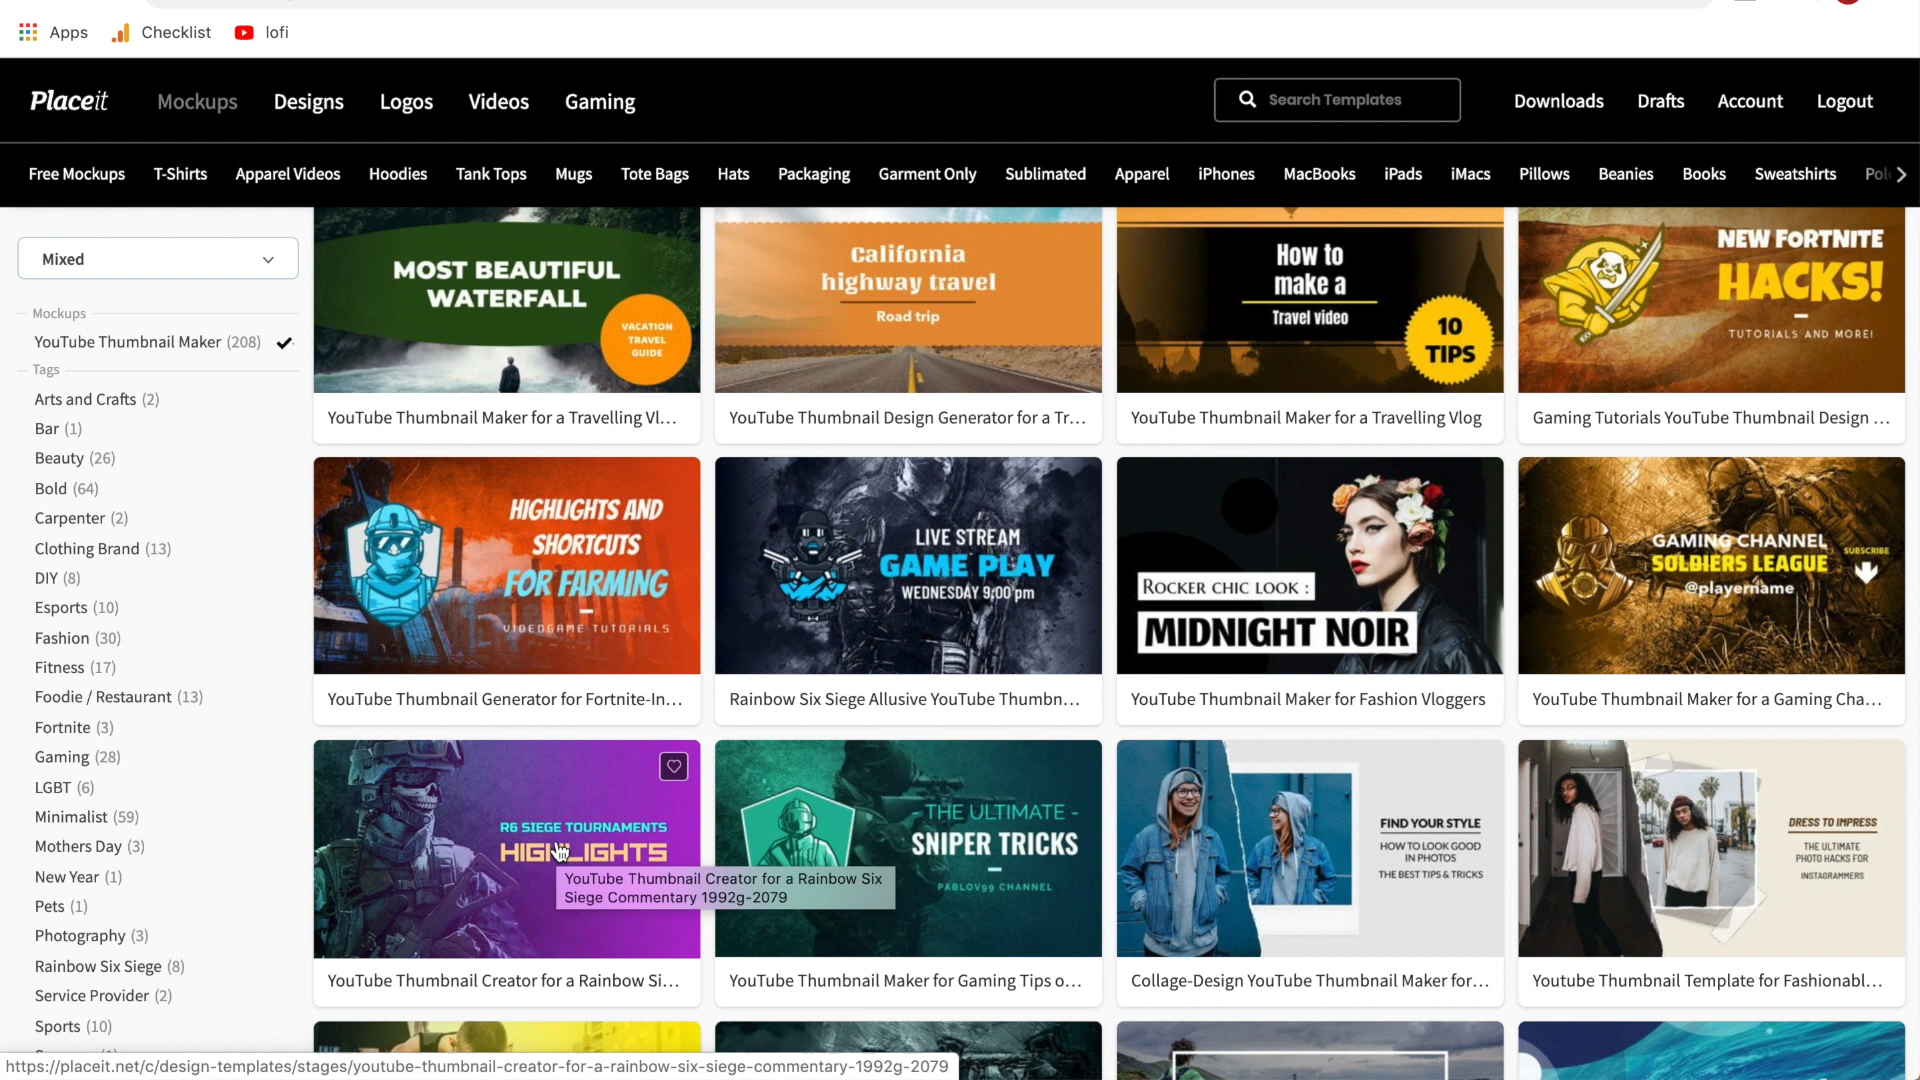 Apps
Checklist
lofi
Placeit
Mockups
Designs
Logos
Videos
Gaming
Search Templates
Downloads
Drafts
Account
Logout
Free Mockups
T-Shirts
Apparel Videos
Hoodies
Tank Tops
Mugs
Tote Bags
Hats
Packaging
Garment Only
Sublimated
Apparel
iPhones
MacBooks
iPads
iMacs
Pillows
Beanies
Books
Sweatshirts
Mixed
Mockups
YouTube Thumbnail Maker (208)
Tags
Arts and Crafts (2)
Bar (1)
Beauty (26)
Bold (64)
Carpenter (2)
Clothing Brand (13)
DIY (8)
Esports (10)
Fashion (30)
Fitness (17)
Foodie / Restaurant (13)
Fortnite (3)
Gaming (28)
LGBT (6)
Minimalist (59)
Mothers Day (3)
New Year (1)
Pets (1)
Photography (3)
Rainbow Six Siege (8)
Service Provider (2)
Sports (10)
MOST BEAUTIFUL
WATERFALL
VACATION
TRAVEL
GUIDE
YouTube Thumbnail Maker for a Travelling Vl...
California
highway travel
Road trip
YouTube Thumbnail Design Generator for a Tr...
How to
make a
Travel video
10
TIPS
YouTube Thumbnail Maker for a Travelling Vlog
NEW FORTNITE
HACKS!
TUTORIALS AND MORE!
Gaming Tutorials YouTube Thumbnail Design ...
HIGHLIGHTS AND
SHORTCUTS
FOR FARMING
VIDEOGAME TUTORIALS
YouTube Thumbnail Generator for Fortnite-In...
LIVE STREAM
GAME PLAY
WEDNESDAY 9:00 pm
Rainbow Six Siege Allusive YouTube Thumbn...
ROCKER CHIC LOOK :
MIDNIGHT NOIR
YouTube Thumbnail Maker for Fashion Vloggers
GAMING CHANNEL
SOLDIERS LEAGUE
@playername
SUBSCRIBE
YouTube Thumbnail Maker for a Gaming Cha...
R6 SIEGE TOURNAMENTS
HIGHLIGHTS
YouTube Thumbnail Creator for a Rainbow Six
Siege Commentary 1992g-2079
YouTube Thumbnail Creator for a Rainbow Si...
- THE ULTIMATE -
SNIPER TRICKS
PABLOV99 CHANNEL
YouTube Thumbnail Maker for Gaming Tips o...
FIND YOUR STYLE
HOW TO LOOK GOOD
IN PHOTOS
THE BEST TIPS & TRICKS
Collage-Design YouTube Thumbnail Maker for...
DRESS TO IMPRESS
THE ULTIMATE
PHOTO HACKS FOR
INSTAGRAMMERS
Youtube Thumbnail Template for Fashionabl...
https://placeit.net/c/design-templates/stages/youtube-thumbnail-creator-for-a-rainbow-six-siege-commentary-1992g-2079